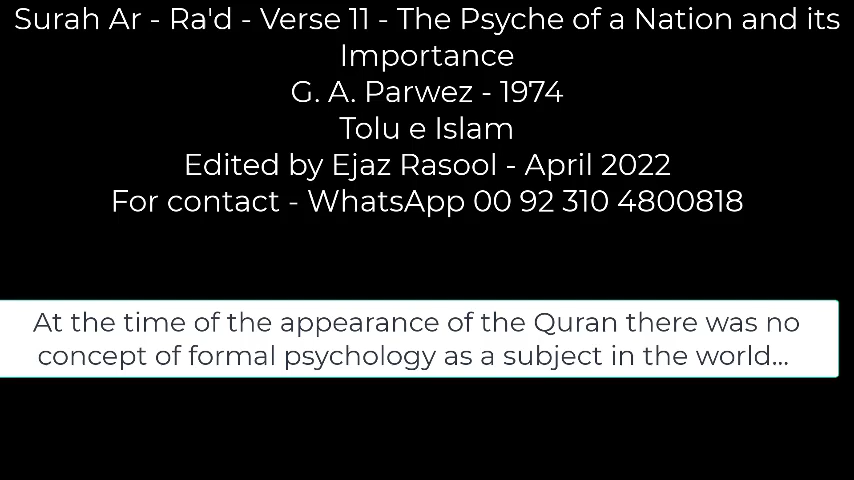 Surah Ar - Ra'd - Verse 11 - The Psyche of a Nation and its
Importance
G. A. Parwez - 1974
Tolu e Islam
Edited by Ejaz Rasool - April 2022
For contact - WhatsApp 00 92 310 4800818
At the time of the appearance of the Quran there was no
concept of formal psychology as a subject in the world...